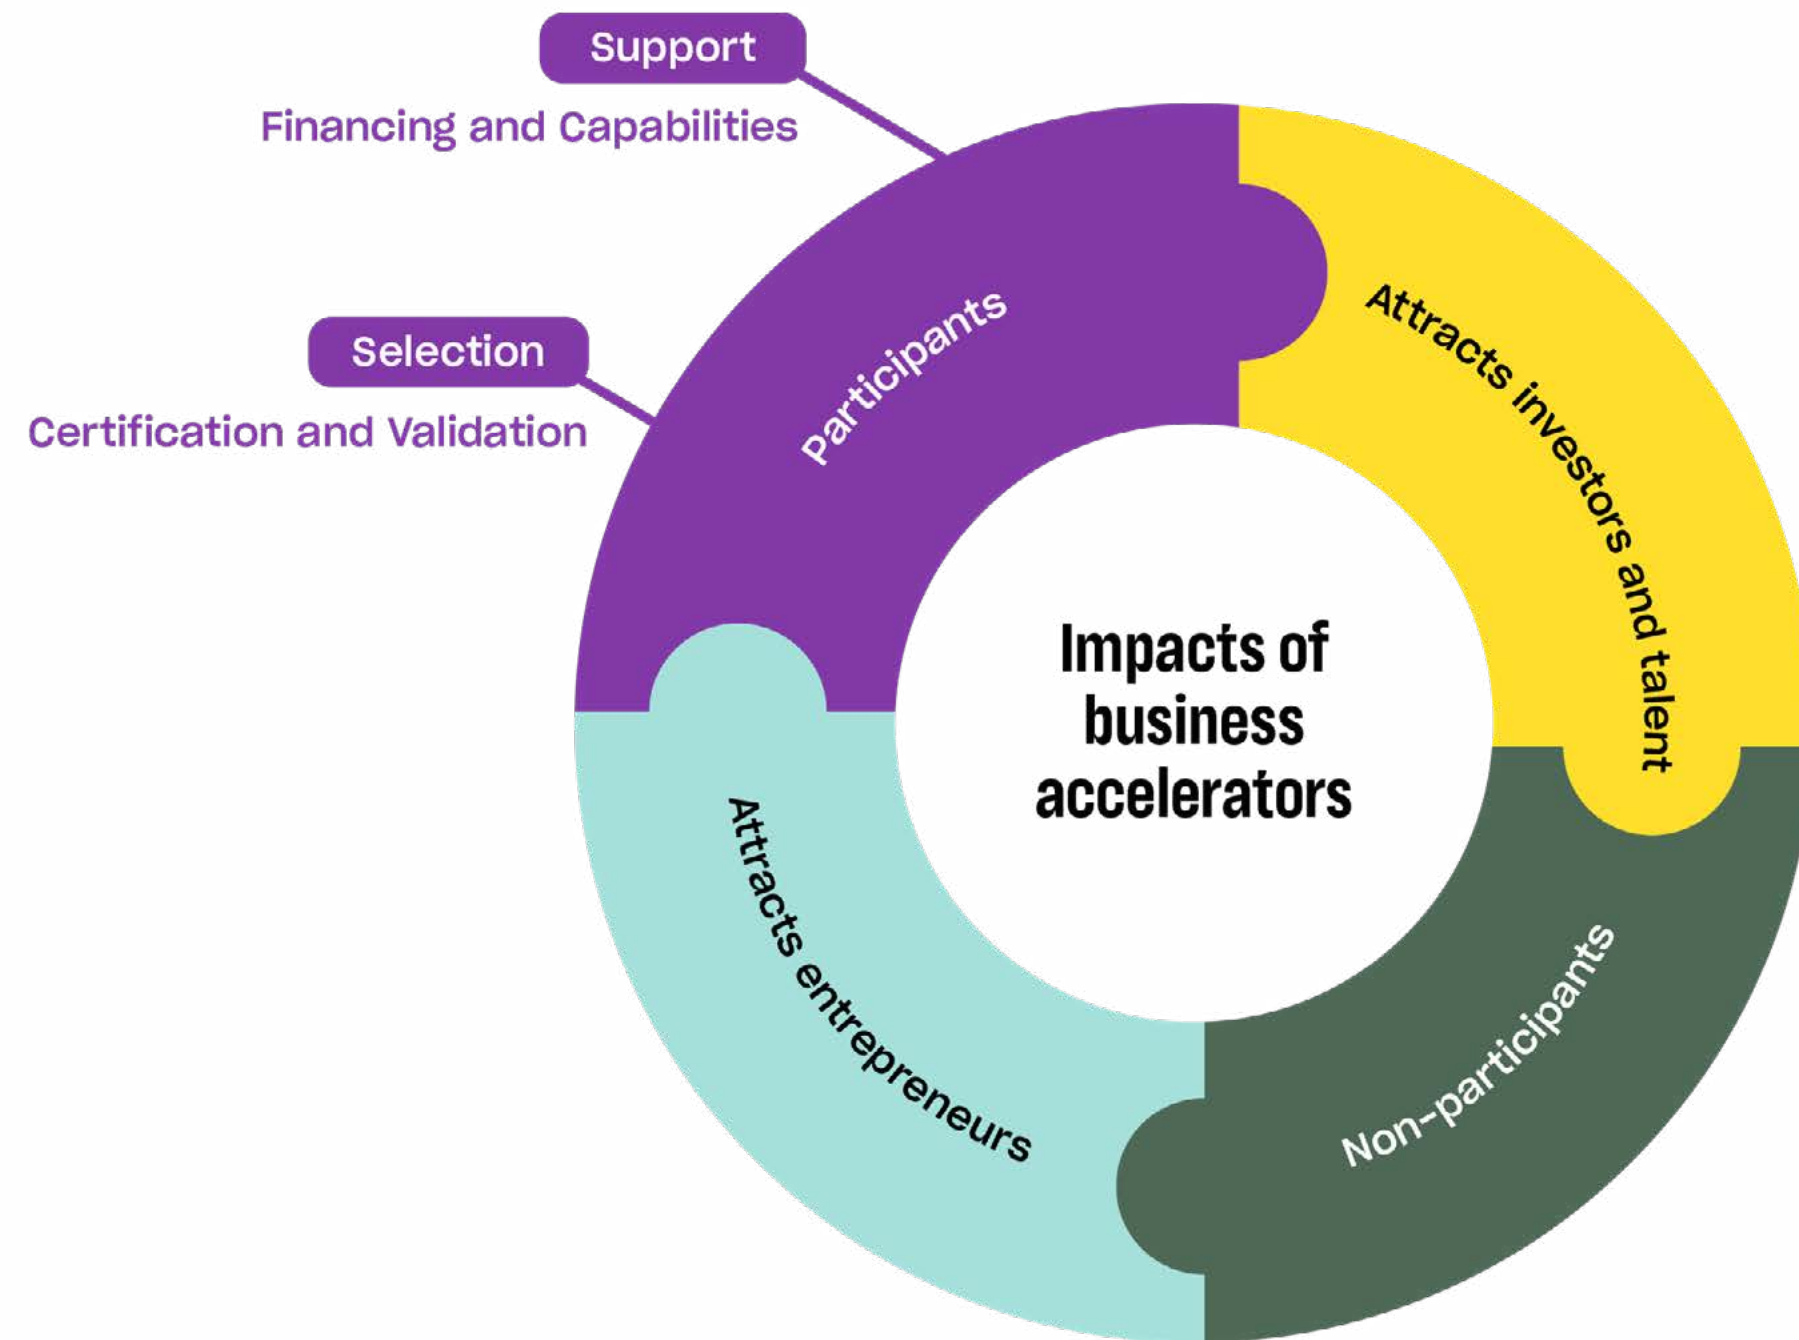 Support
Financing and Capabilities
Selection
Certification and Validation
Participants
Attracts investors and talent
Impacts of
business
accelerators
Attracts entrepreneurs
Non-participants